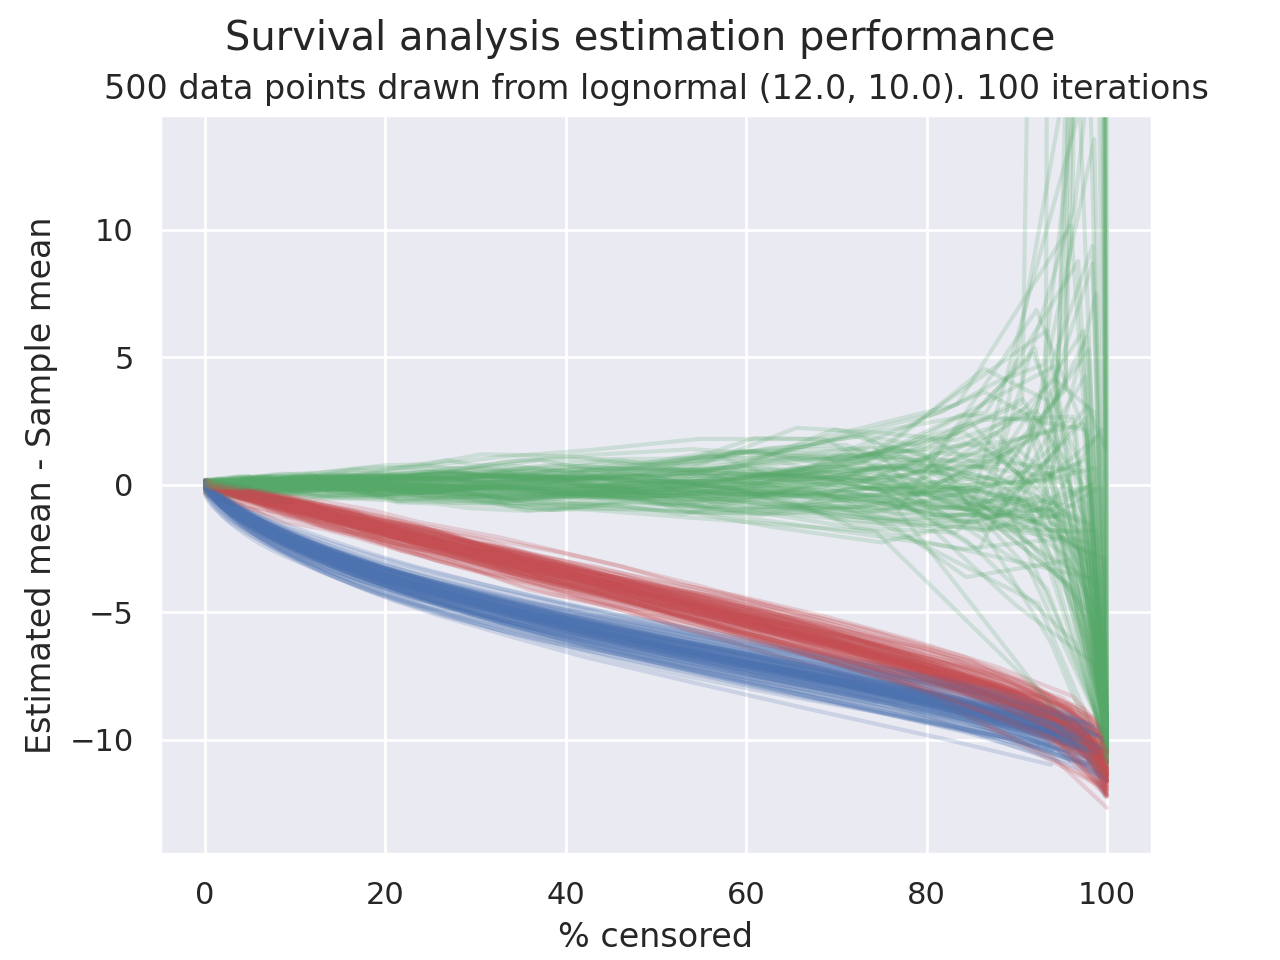 Survival analysis estimation performance
500 data points drawn from lognormal (12.0, 10.0). 100 iterations
Estimated mean - Sample mean
10
5
0
−5
−10
0 20 40 60 80 100
% censored